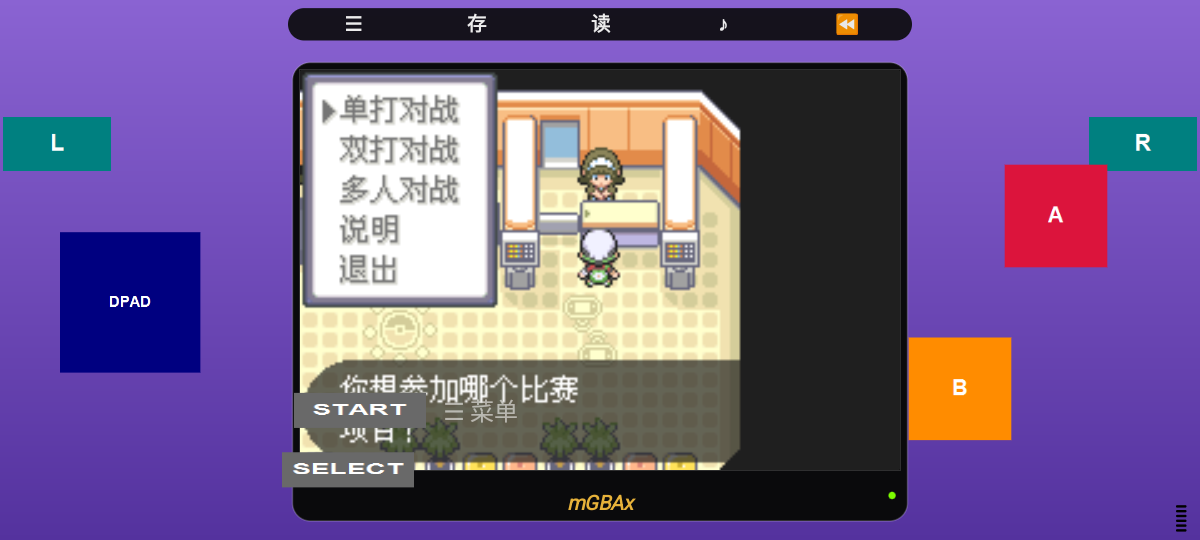 ☰ 存 读 ♪ ⏪
L
R
A
DPAD
B
▶单打对战
双打对战
多人对战
说明
退出
你想参加哪个比赛
项目？
START
☰ 菜单
SELECT
mGBAx